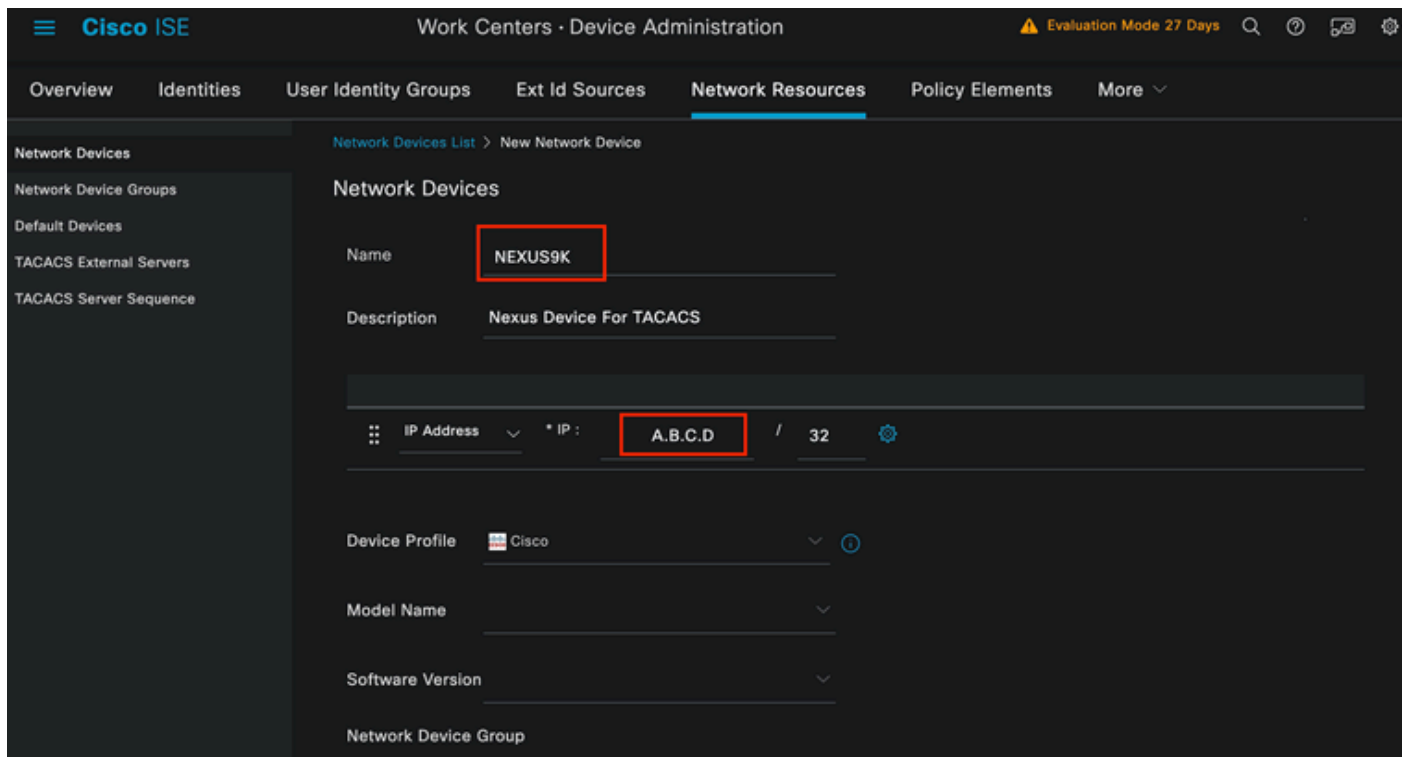 Cisco ISE Work Centers · Device Administration Evaluation Mode 27 Days
Overview Identities User Identity Groups Ext Id Sources Network Resources Policy Elements More
Network Devices
Network Device Groups
Default Devices
TACACS External Servers
TACACS Server Sequence
Network Devices List > New Network Device
Network Devices
Name NEXUS9K
Description Nexus Device For TACACS
IP Address * IP : A.B.C.D / 32
Device Profile Cisco
Model Name
Software Version
Network Device Group